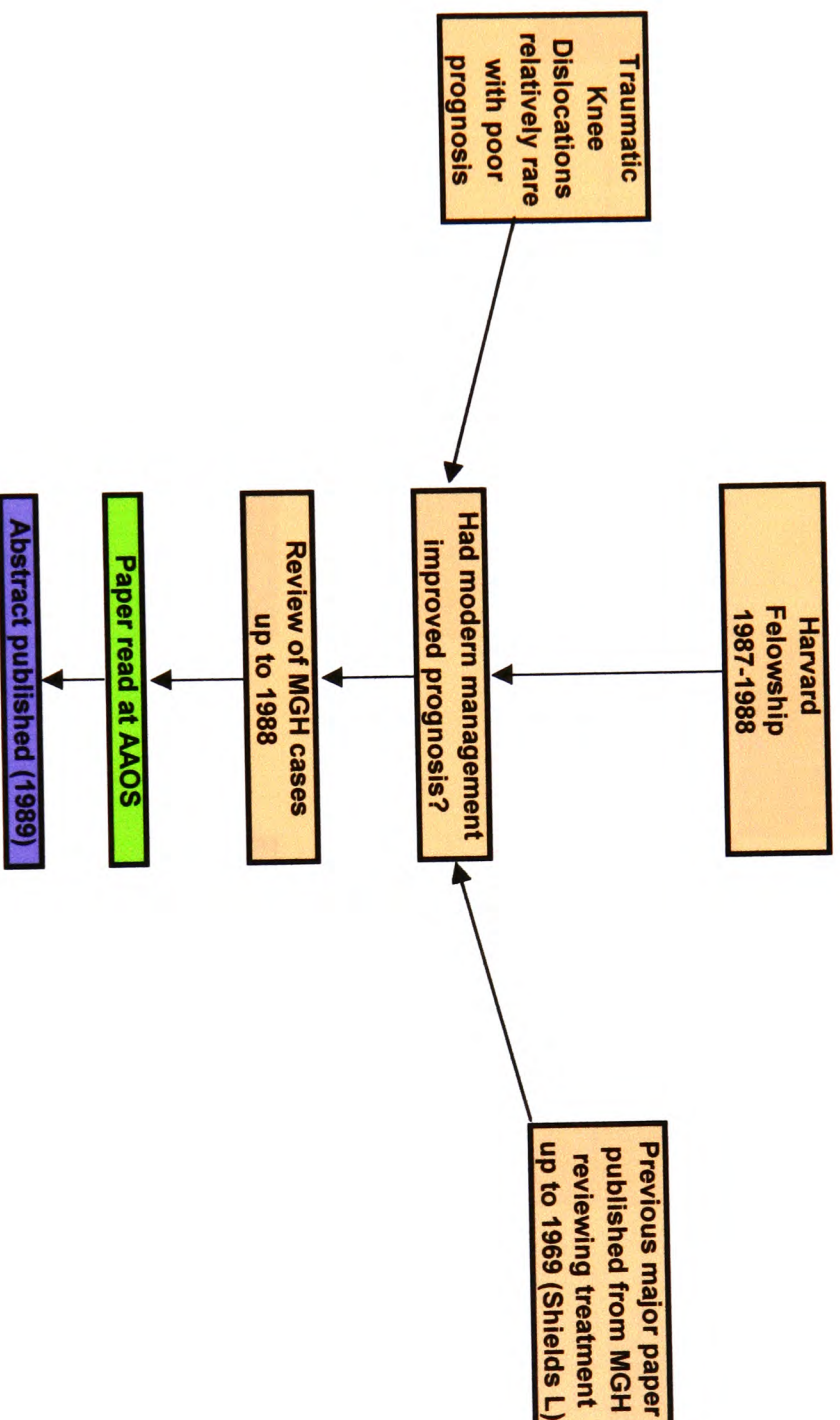 Harvard
Felowship
1987-1988
Traumatic
Knee
Dislocations
relatively rare
with poor
prognosis
Had modern management
improved prognosis?
Previous major paper
published from MGH
reviewing treatment
up to 1969 (Shields L)
Review of MGH cases
up to 1988
Paper read at AAOS
Abstract published (1989)